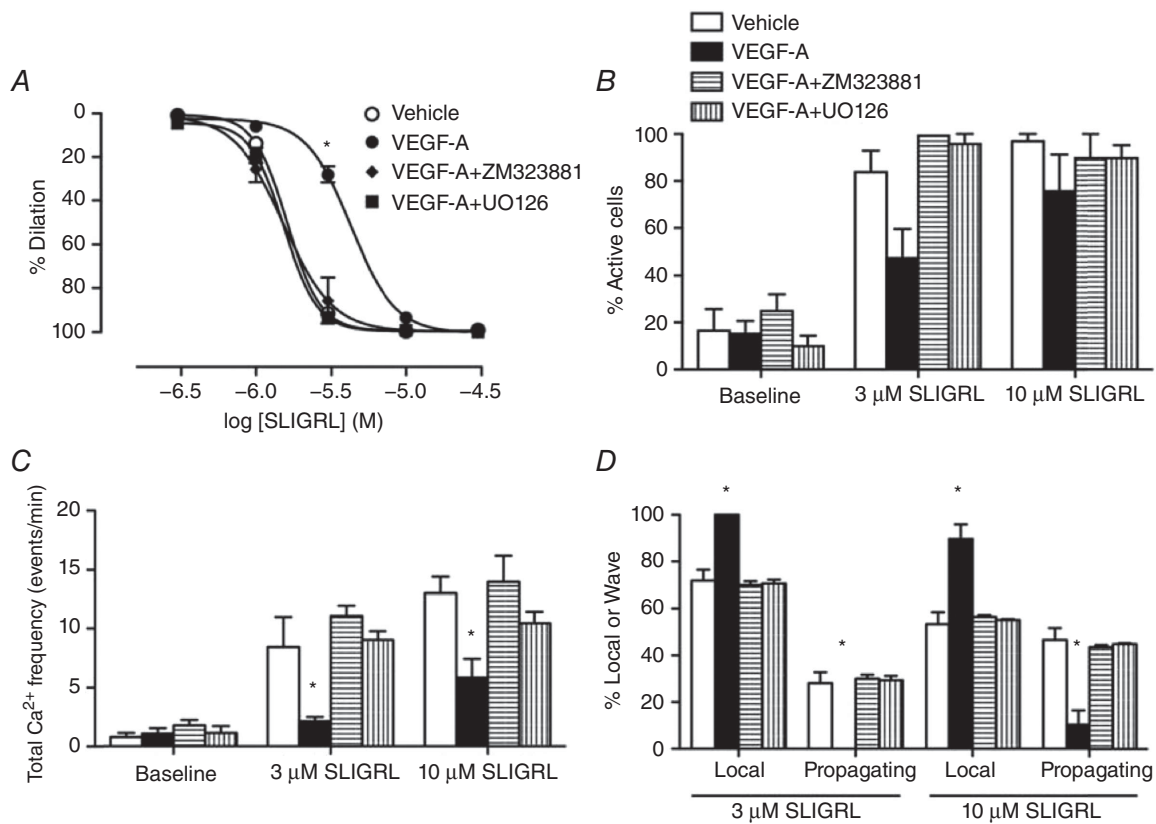 A
Vehicle
VEGF-A
VEGF-A+ZM323881
VEGF-A+UO126
*
% Dilation
0
20
40
60
80
100
−6.5 −6.0 −5.5 −5.0 −4.5
log [SLIGRL] (M)
B
Vehicle
VEGF-A
VEGF-A+ZM323881
VEGF-A+UO126
% Active cells
100
80
60
40
20
0
Baseline 3 μM SLIGRL 10 μM SLIGRL
C
Total Ca²⁺ frequency (events/min)
20
15
10
5
0
*
*
Baseline 3 μM SLIGRL 10 μM SLIGRL
D
% Local or Wave
100
80
60
40
20
0
* *
* *
Local Propagating Local Propagating
3 μM SLIGRL 10 μM SLIGRL